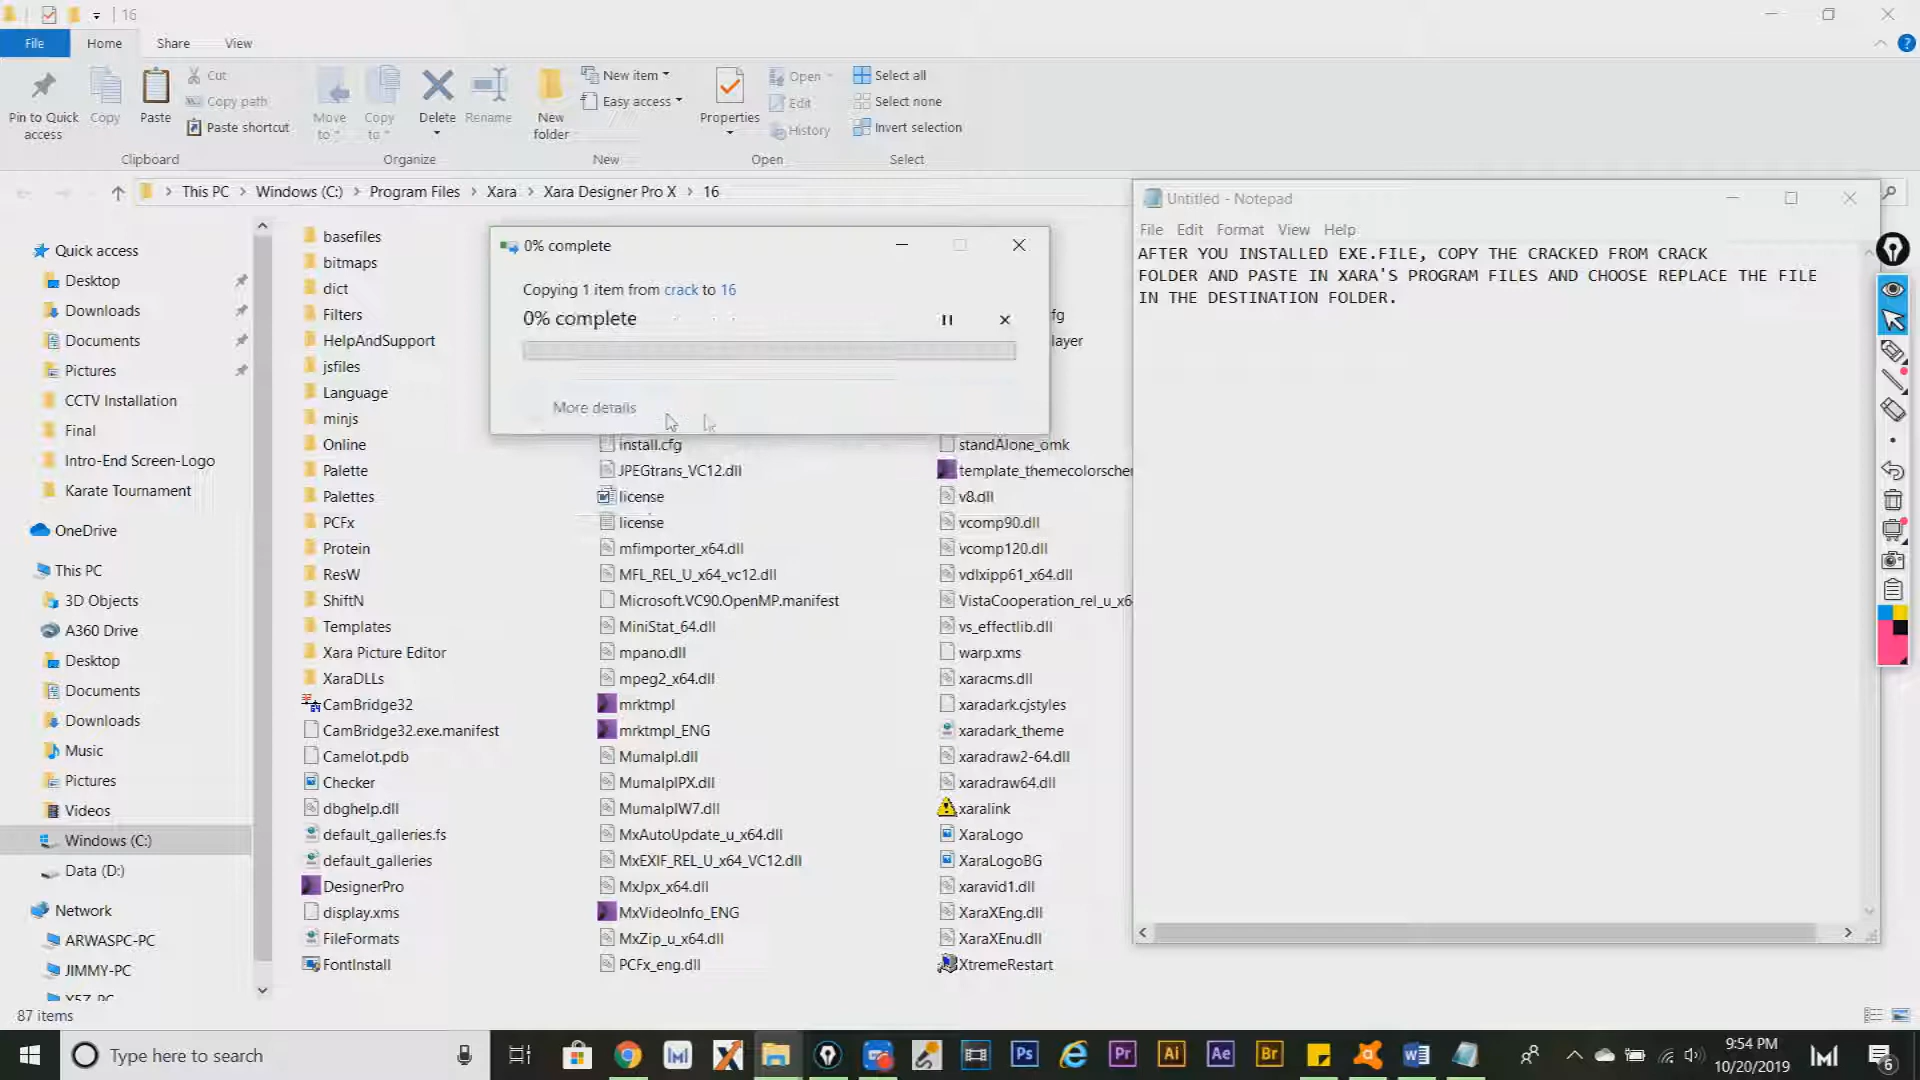 16
File Home Share View
Pin to Quick access
Copy
Paste
Cut
Copy path
Paste shortcut
Clipboard
Move to
Copy to
Delete
Rename
Organize
New folder
New item
Easy access
New
Properties
Open
Edit
History
Open
Select all
Select none
Invert selection
Select
This PC > Windows (C:) > Program Files > Xara > Xara Designer Pro X > 16
Quick access
Desktop
Downloads
Documents
Pictures
CCTV Installation
Final
Intro-End Screen-Logo
Karate Tournament
OneDrive
This PC
3D Objects
A360 Drive
Desktop
Documents
Downloads
Music
Pictures
Videos
Windows (C:)
Data (D:)
Network
ARWASPC-PC
JIMMY-PC
basefiles
bitmaps
dict
Filters
HelpAndSupport
jsfiles
Language
minjs
Online
Palette
Palettes
PCFx
Protein
ResW
ShiftN
Templates
Xara Picture Editor
XaraDLLs
CamBridge32
CamBridge32.exe.manifest
Camelot.pdb
Checker
dbghelp.dll
default_galleries.fs
default_galleries
DesignerPro
display.xms
FileFormats
FontInstall
0% complete
Copying 1 item from crack to 16
0% complete
More details
install.cfg
JPEGtrans_VC12.dll
license
license
mfimporter_x64.dll
MFL_REL_U_x64_vc12.dll
Microsoft.VC90.OpenMP.manifest
MiniStat_64.dll
mpano.dll
mpeg2_x64.dll
mrktmpl
mrktmpl_ENG
MumaIpl.dll
MumaIplPX.dll
MumaIplW7.dll
MxAutoUpdate_u_x64.dll
MxEXIF_REL_U_x64_VC12.dll
MxJpx_x64.dll
MxVideoInfo_ENG
MxZip_u_x64.dll
PCFx_eng.dll
fg
layer
standAlone_omk
template_themecolorscher
v8.dll
vcomp90.dll
vcomp120.dll
vdlxipp61_x64.dll
VistaCooperation_rel_u_x6
vs_effectlib.dll
warp.xms
xaracms.dll
xaradark.cjstyles
xaradark_theme
xaradraw2-64.dll
xaradraw64.dll
xaralink
XaraLogo
XaraLogoBG
xaravid1.dll
XaraXEng.dll
XaraXEnu.dll
XtremeRestart
Untitled - Notepad
File Edit Format View Help
AFTER YOU INSTALLED EXE.FILE, COPY THE CRACKED FROM CRACK
FOLDER AND PASTE IN XARA'S PROGRAM FILES AND CHOOSE REPLACE THE FILE
IN THE DESTINATION FOLDER.
87 items
Type here to search
Ps
Pr
Ai
Ae
Br
9:54 PM
10/20/2019
6